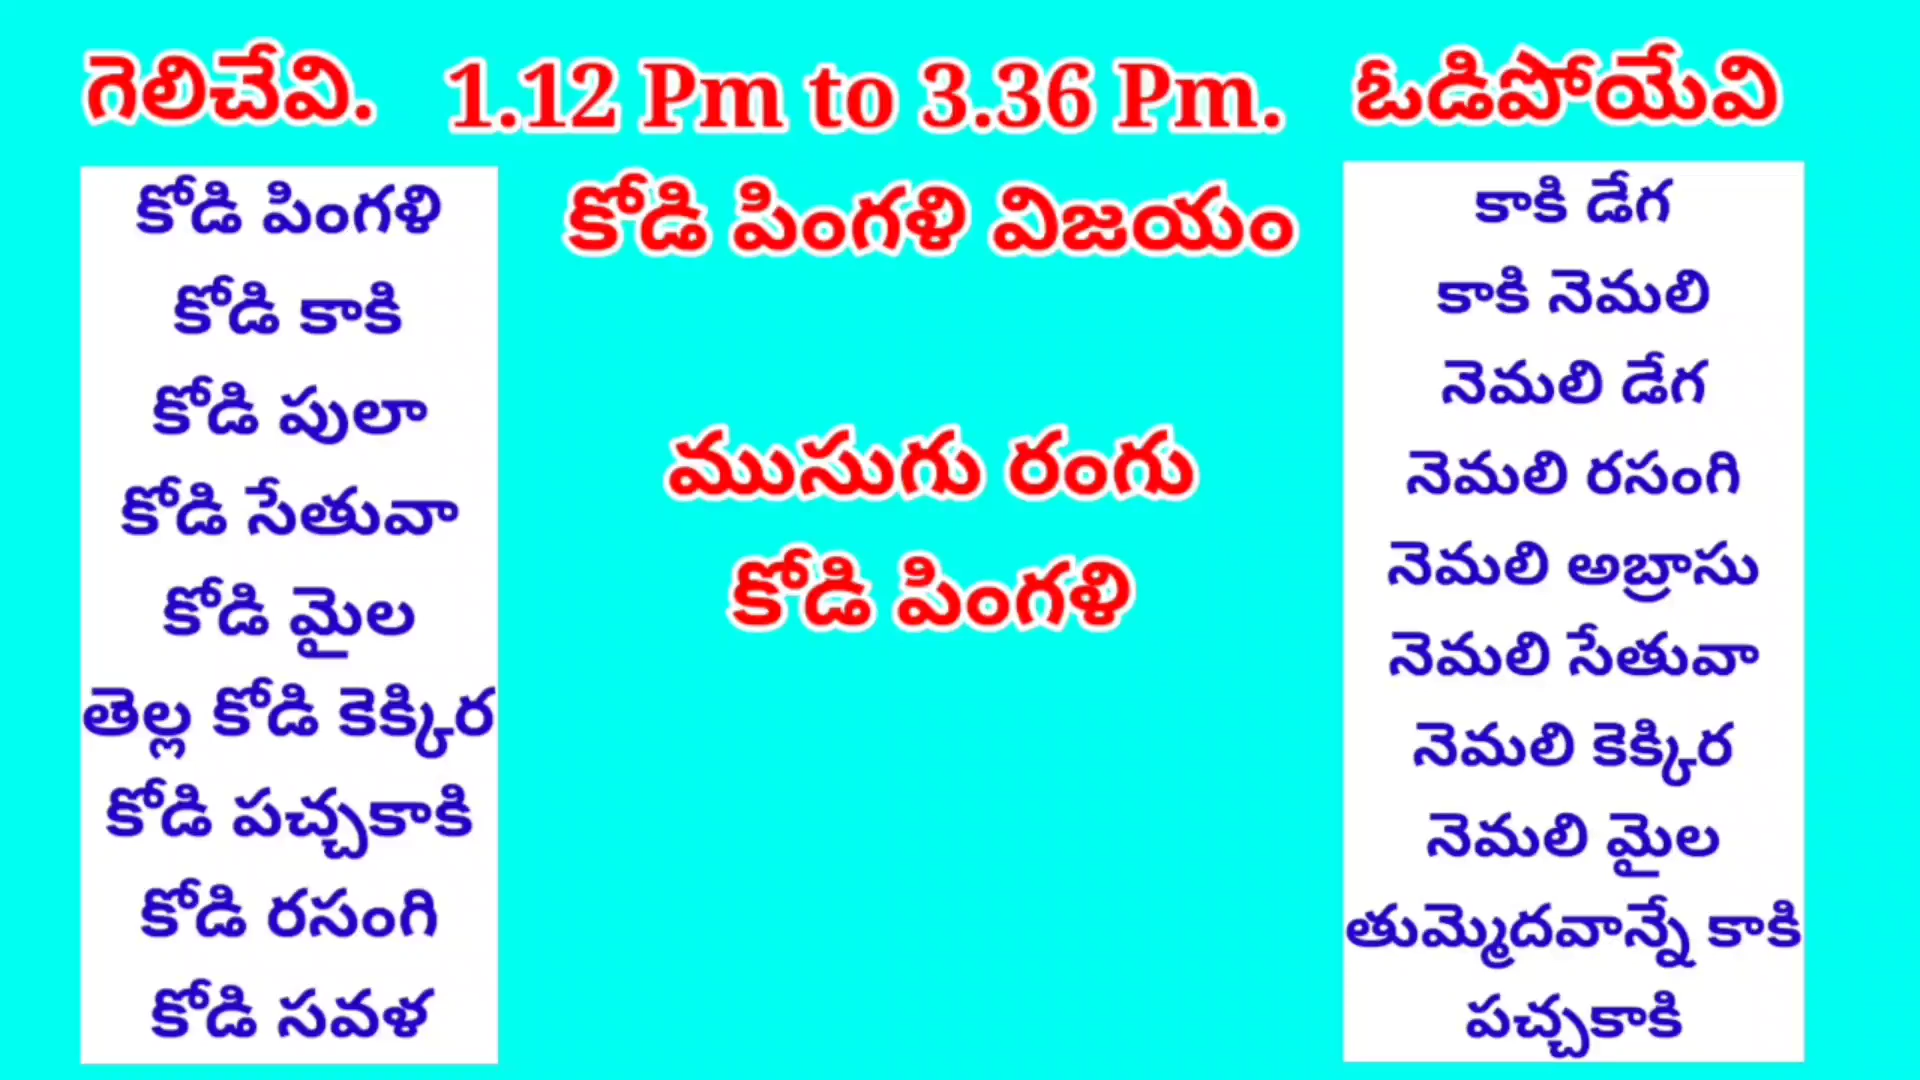 గెలిచేవి.
1.12 Pm to 3.36 Pm.
ఓడిపోయేవి
కోడి పింగళి విజయం
ముసుగు రంగు
కోడి పింగళి
కోడి పింగళి
కోడి కాకి
కోడి పులా
కోడి సేతువా
కోడి మైల
తెల్ల కోడి కెక్కిర
కోడి పచ్చకాకి
కోడి రసంగి
కోడి సవళ
కాకి డేగ
కాకి నెమలి
నెమలి డేగ
నెమలి రసంగి
నెమలి అబ్రాసు
నెమలి సేతువా
నెమలి కెక్కిర
నెమలి మైల
తుమ్మెదవాన్నే కాకి
పచ్చకాకి